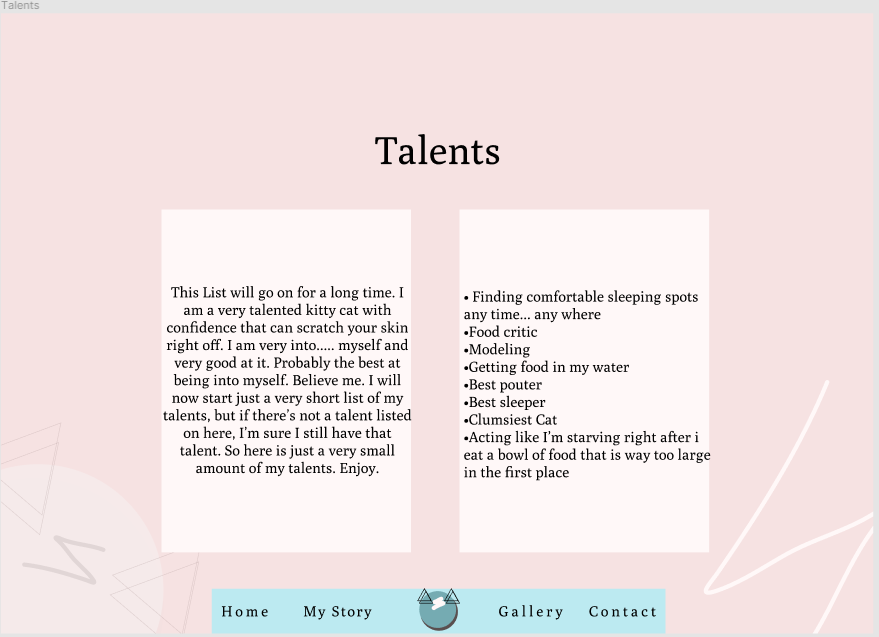 Talents
Talents
This List will go on for a long time. I
am a very talented kitty cat with
confidence that can scratch your skin
right off. I am very into..... myself and
very good at it. Probably the best at
being into myself. Believe me. I will
now start just a very short list of my
talents, but if there's not a talent listed
on here, I'm sure I still have that
talent. So here is just a very small
amount of my talents. Enjoy.
• Finding comfortable sleeping spots
any time... any where
•Food critic
•Modeling
•Getting food in my water
•Best pouter
•Best sleeper
•Clumsiest Cat
•Acting like I'm starving right after i
eat a bowl of food that is way too large
in the first place
Home My Story Gallery Contact